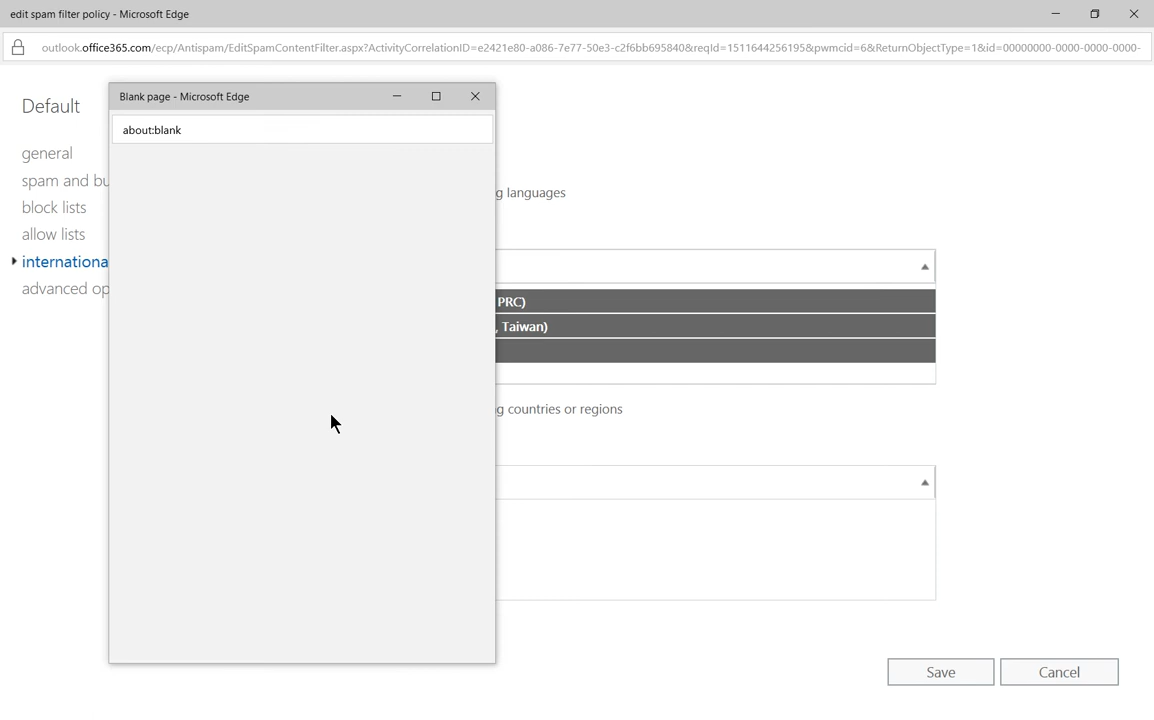 edit spam filter policy - Microsoft Edge
outlook.office365.com/ecp/Antispam/EditSpamContentFilter.aspx?ActivityCorrelationID=e2421e80-a086-7e77-50e3-c2f6bb695840&reqId=1511644256195&pwmcid=6&ReturnObjectType=1&id=00000000-0000-0000-0000-
Blank page - Microsoft Edge
about:blank
Default
general
spam and bu
block lists
allow lists
internationa
advanced op
g languages
PRC)
, Taiwan)
g countries or regions
Save
Cancel